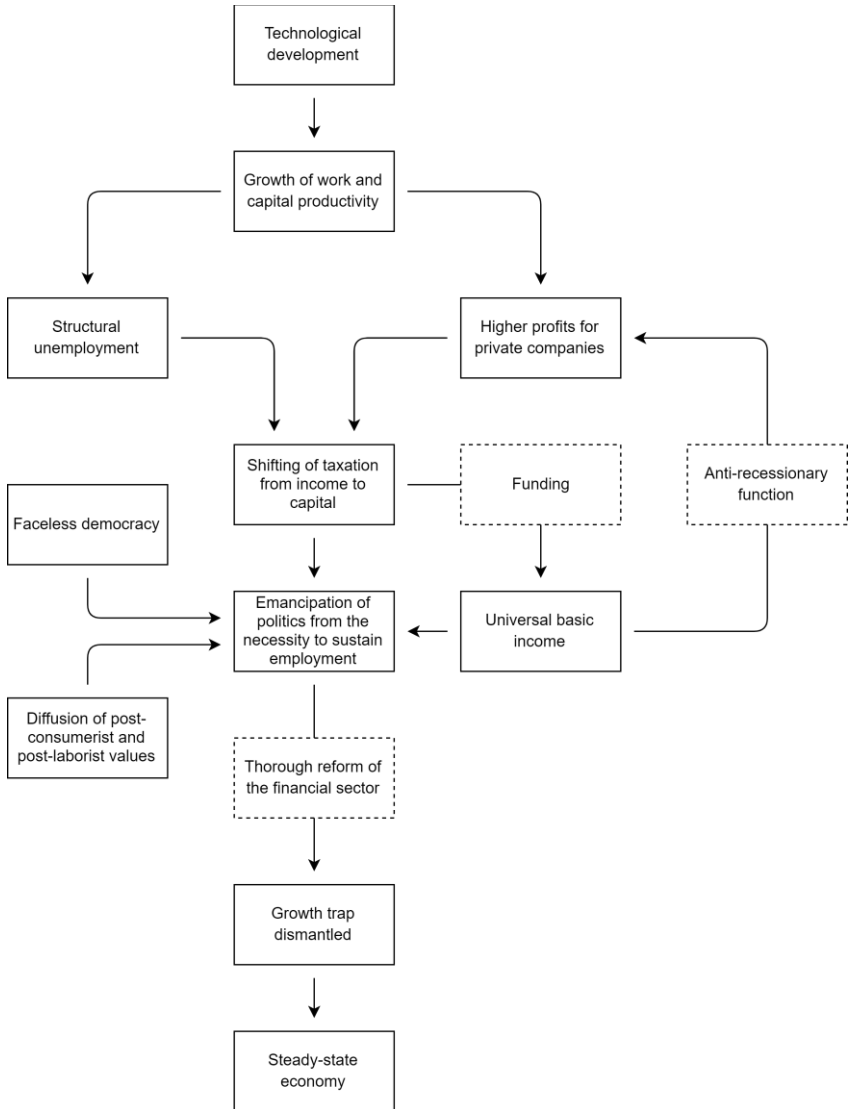 Technological
development
Growth of work and
capital productivity
Structural
unemployment
Higher profits for
private companies
Shifting of taxation
from income to
capital
Funding
Anti-recessionary
function
Faceless democracy
Emancipation of
politics from the
necessity to sustain
employment
Universal basic
income
Diffusion of post-
consumerist and
post-laborist values
Thorough reform of
the financial sector
Growth trap
dismantled
Steady-state
economy